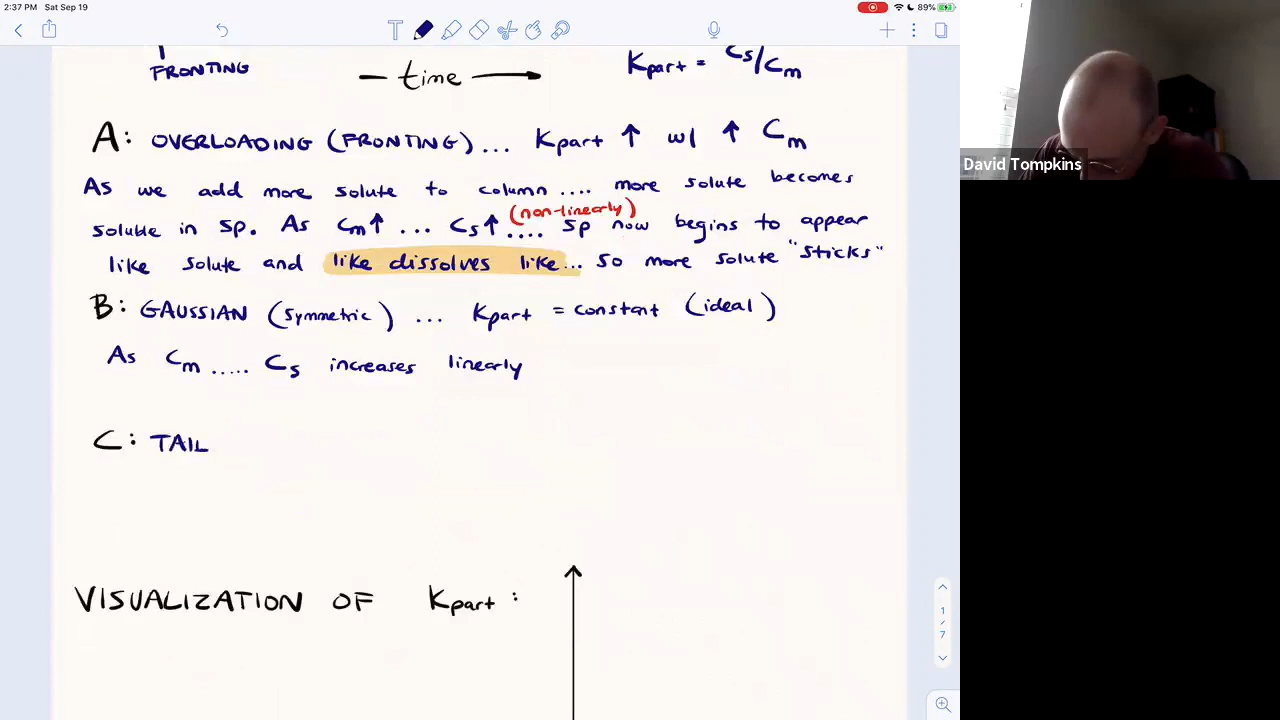 2:37 PM Sat Sep 19
89%
FRONTING
time
Kpart = Cs/Cm
A: OVERLOADING (FRONTING)... Kpart ↑ w/ ↑ Cm
As we add more solute to column .... more solute becomes
(non-linearly)
soluble in sp. As Cm↑ ... Cs↑ .... sp now begins to appear
like solute and like dissolves like... so more solute "sticks"
B: GAUSSIAN (symmetric) ... Kpart = constant (ideal)
As Cm ..... Cs increases linearly
C: TAIL
VISUALIZATION OF Kpart :
1
/
7
David Tompkins